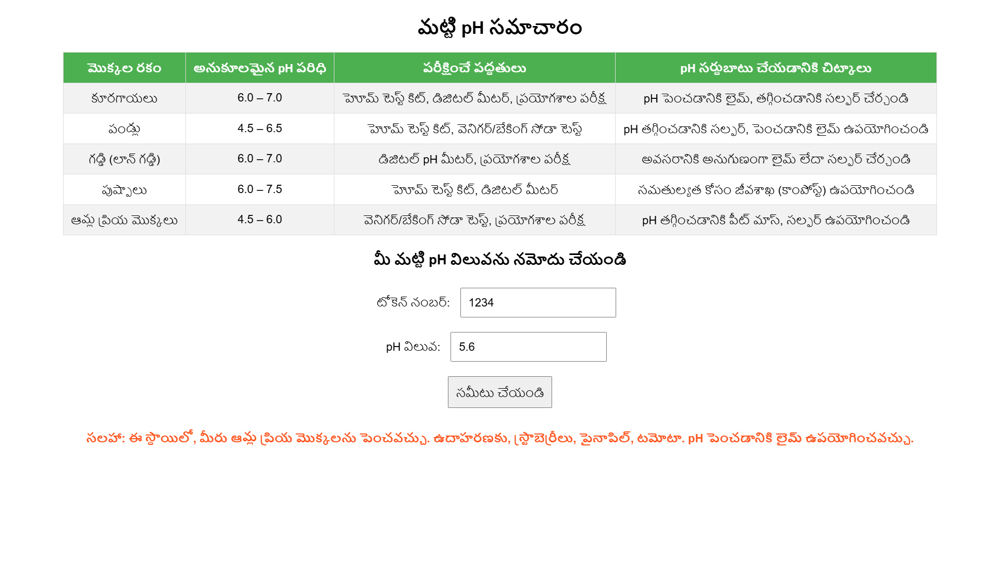 మట్టి pH సమాచారం
మొక్కల రకం అనుకూలమైన pH పరిధి పరీక్షించే పద్ధతులు pH సర్దుబాటు చేయడానికి చిట్కాలు
కూరగాయలు 6.0 – 7.0 హెూమ్ టెస్ట్ కిట్, డిజిటల్ మీటర్, ప్రయోగశాల పరీక్ష pH పెంచడానికి లైమ్, తగ్గించడానికి సల్ఫర్ చేర్చండి
పండ్లు 4.5 – 6.5 హెూమ్ టెస్ట్ కిట్, వెనిగర్/బేకింగ్ సోడా టెస్ట్ pH తగ్గించడానికి సల్ఫర్, పెంచడానికి లైమ్ ఉపయోగించండి
గడ్డి (లాన్ గడ్డి) 6.0 – 7.0 డిజిటల్ pH మీటర్, ప్రయోగశాల పరీక్ష అవసరానికి అనుగుణంగా లైమ్ లేదా సల్ఫర్ చేర్చండి
పుష్పాలు 6.0 – 7.5 హెూమ్ టెస్ట్ కిట్, డిజిటల్ మీటర్ సమతుల్యత కోసం జీవశాఖ (కాంపోస్ట్) ఉపయోగించండి
ఆమ్ల ప్రియ మొక్కలు 4.5 – 6.0 వెనిగర్/బేకింగ్ సోడా టెస్ట్, ప్రయోగశాల పరీక్ష pH తగ్గించడానికి పీట్ మాస్, సల్ఫర్ ఉపయోగించండి
మీ మట్టి pH విలువను నమోదు చేయండి
టోకెన్ నంబర్: 1234
pH విలువ: 5.6
సమీటు చేయండి
సలహా: ఈ స్థాయిలో, మీరు ఆమ్ల ప్రియ మొక్కలను పెంచవచ్చు. ఉదాహరణకు, స్ట్రాబెర్రీలు, పైనాపిల్, టమోటా. pH పెంచడానికి లైమ్ ఉపయోగించవచ్చు.